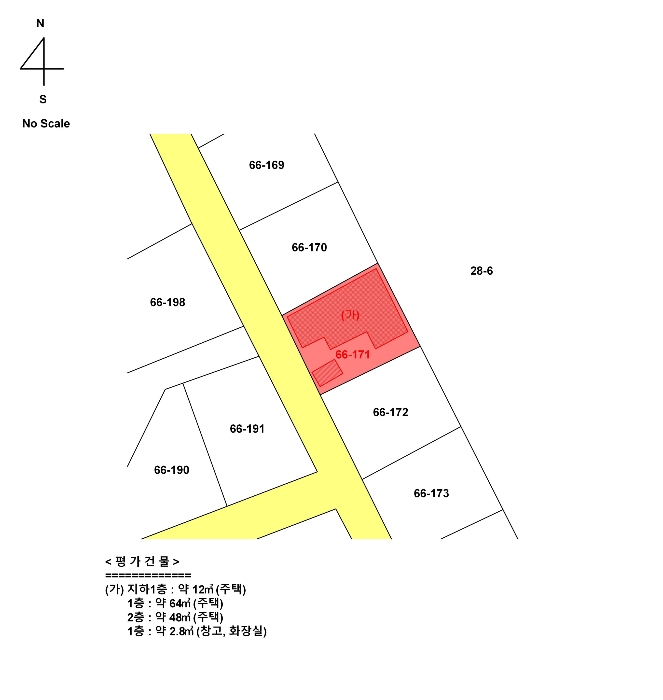 N
S
No Scale
66-169
66-170
28-6
66-198
(가)
66-171
66-172
66-191
66-190
66-173
< 평 가 건 물 >
=============
(가) 지하1층 : 약 12㎡ (주택)
1층 : 약 64㎡ (주택)
2층 : 약 48㎡ (주택)
1층 : 약 2.8㎡ (창고, 화장실)